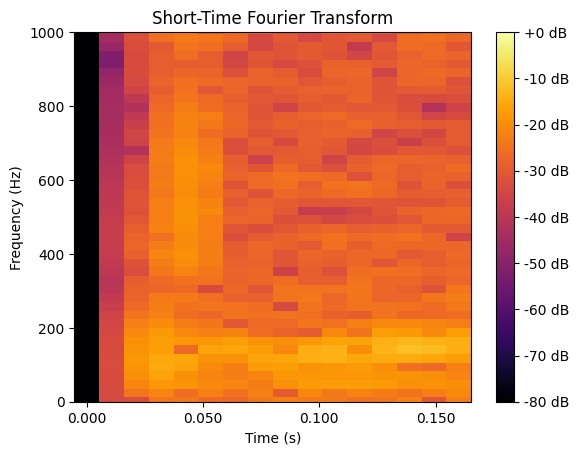 Short-Time Fourier Transform
1000
800
600
400
200
0
Frequency (Hz)
0.000
0.050
0.100
0.150
Time (s)
+0 dB
-10 dB
-20 dB
-30 dB
-40 dB
-50 dB
-60 dB
-70 dB
-80 dB